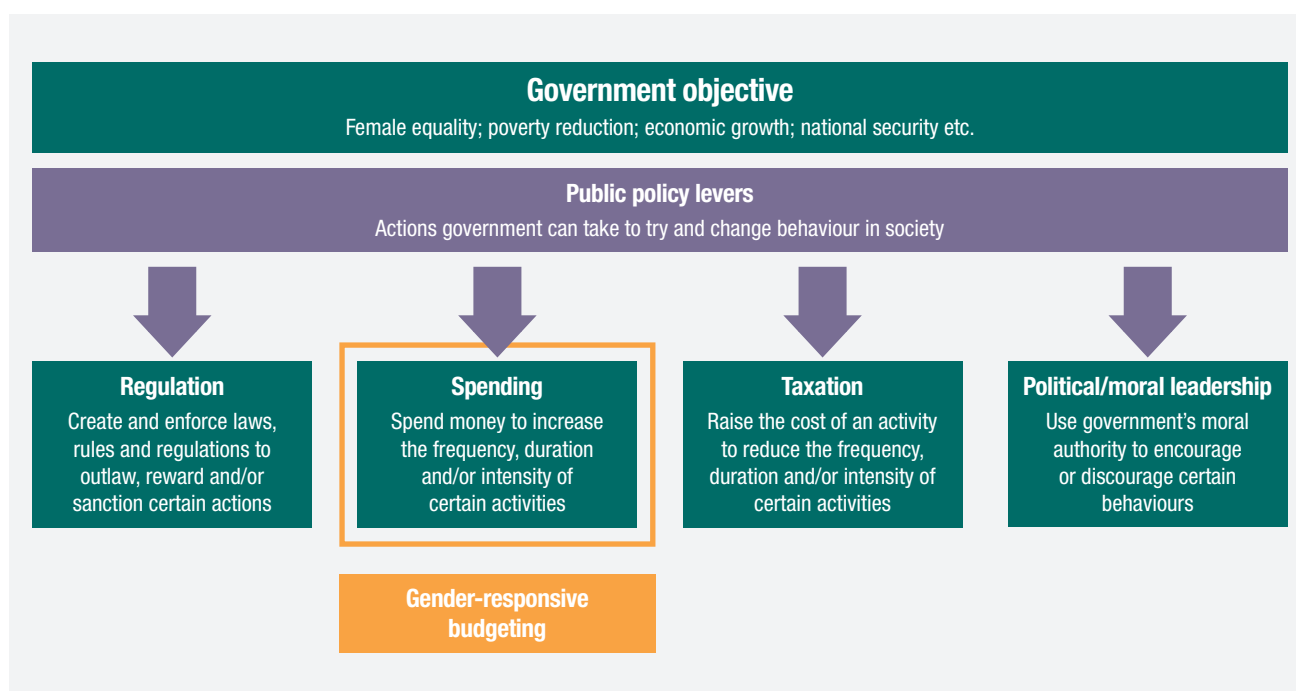 Government objective
Female equality; poverty reduction; economic growth; national security etc.
Public policy levers
Actions government can take to try and change behaviour in society
Regulation
Create and enforce laws,
rules and regulations to
outlaw, reward and/or
sanction certain actions
Spending
Spend money to increase
the frequency, duration
and/or intensity of
certain activities
Taxation
Raise the cost of an activity
to reduce the frequency,
duration and/or intensity of
certain activities
Political/moral leadership
Use government’s moral
authority to encourage
or discourage certain
behaviours
Gender-responsive
budgeting